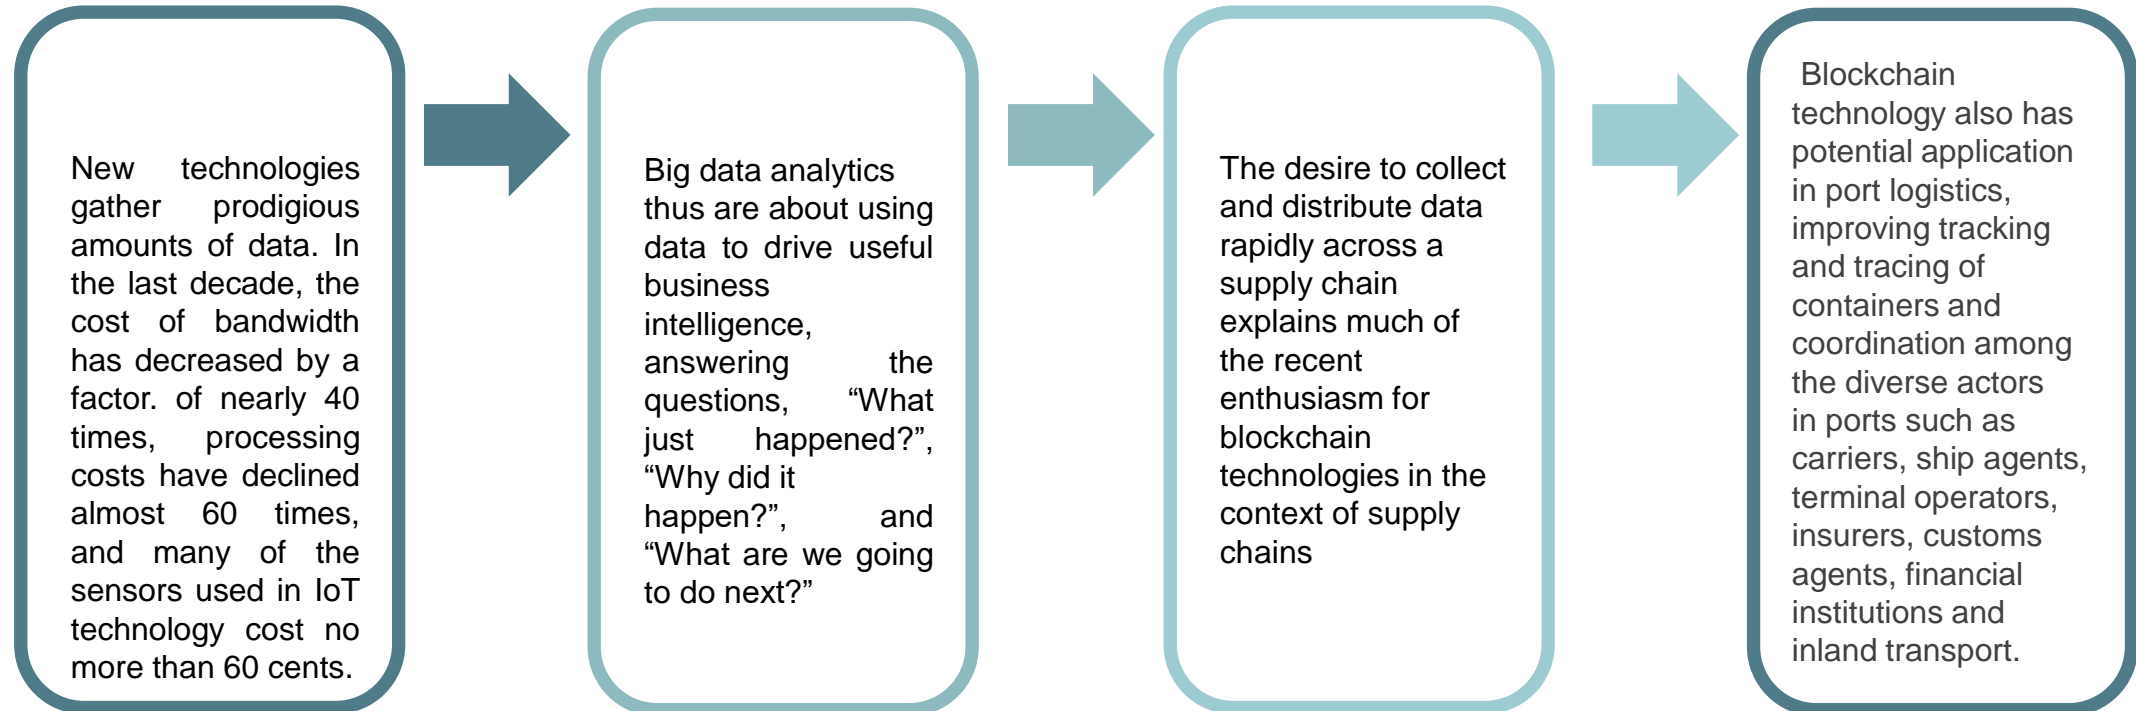 New technologies
gather prodigious
amounts of data. In
the last decade, the
cost of bandwidth
has decreased by a
factor. of nearly 40
times, processing
costs have declined
almost 60 times,
and many of the
sensors used in IoT
technology cost no
more than 60 cents.
Big data analytics
thus are about using
data to drive useful
business
intelligence,
answering the
questions, “What
just happened?”,
“Why did it
happen?”, and
“What are we going
to do next?”
The desire to collect
and distribute data
rapidly across a
supply chain
explains much of
the recent
enthusiasm for
blockchain
technologies in the
context of supply
chains
Blockchain
technology also has
potential application
in port logistics,
improving tracking
and tracing of
containers and
coordination among
the diverse actors
in ports such as
carriers, ship agents,
terminal operators,
insurers, customs
agents, financial
institutions and
inland transport.